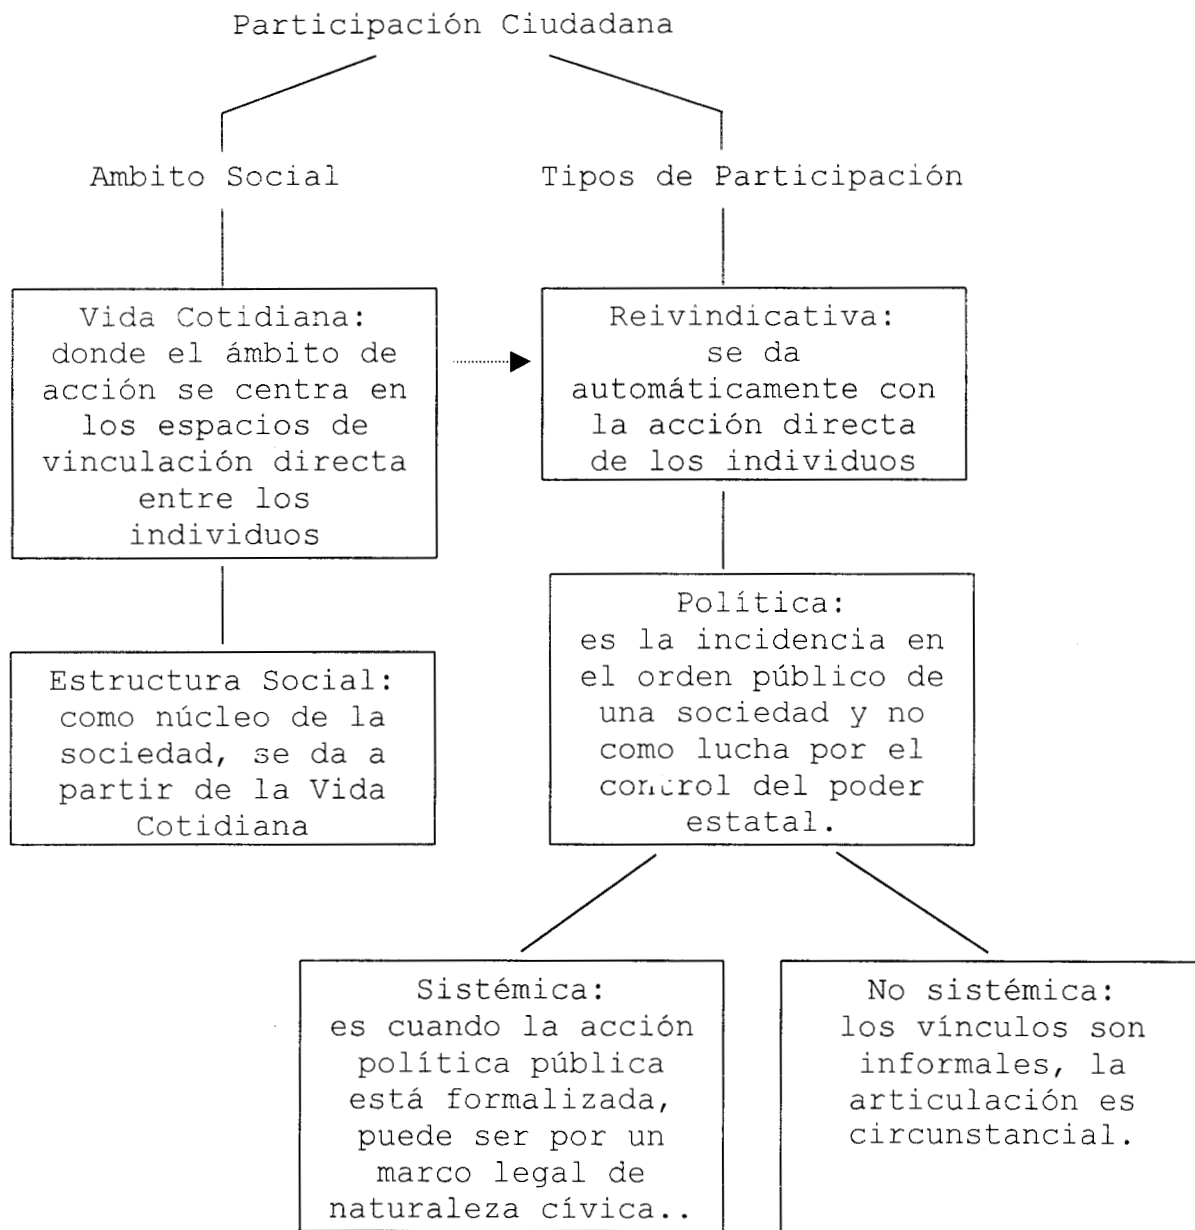 Participación Ciudadana
Ambito Social
Tipos de Participación
Vida Cotidiana:
donde el ámbito de
acción se centra en
los espacios de
vinculación directa
entre los
individuos
Reivindicativa:
se da
automáticamente con
la acción directa
de los individuos
Estructura Social:
como núcleo de la
sociedad, se da a
partir de la Vida
Cotidiana
Política:
es la incidencia en
el orden público de
una sociedad y no
como lucha por el
control del poder
estatal.
Sistémica:
es cuando la acción
política pública
está formalizada,
puede ser por un
marco legal de
naturaleza cívica..
No sistémica:
los vínculos son
informales, la
articulación es
circunstancial.